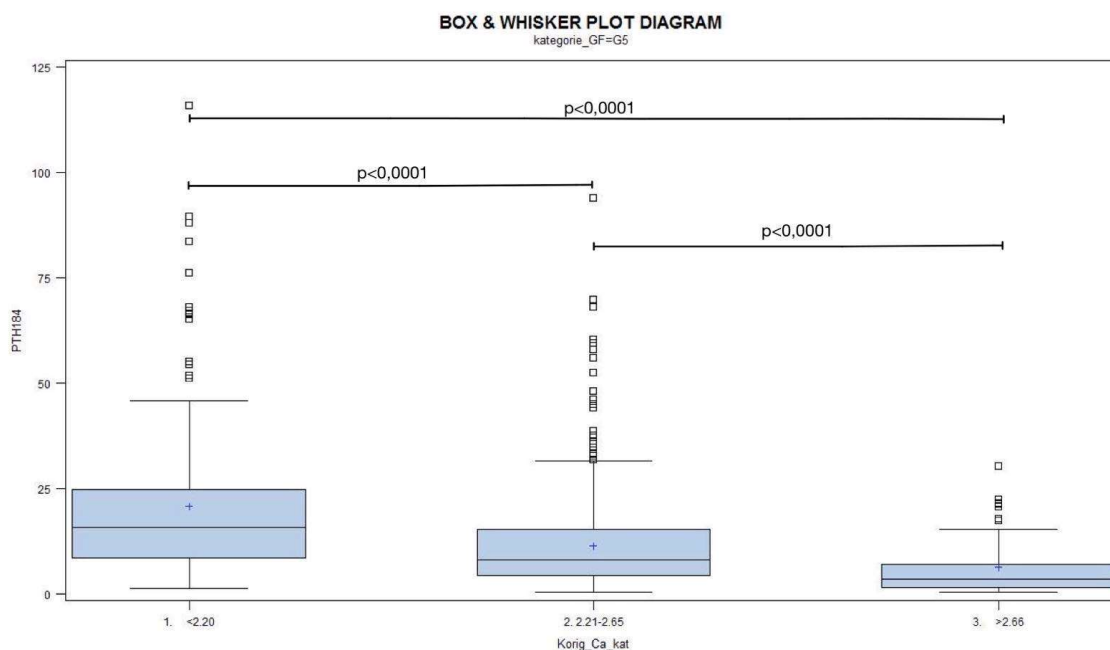 BOX & WHISKER PLOT DIAGRAM
kategorie_GF=G5
125
100
75
50
25
0
PTH184
p<0,0001
p<0,0001
p<0,0001
1. <2.20
2. 2.21-2.65
3. >2.66
Korig_Ca_kat